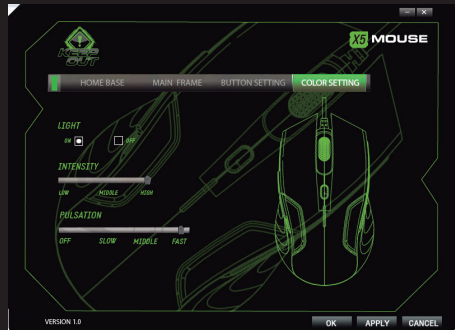 KEEP OUT
X5 MOUSE
HOME BASE MAIN FRAME BUTTON SETTING COLOR SETTING
LIGHT
ON OFF
INTENSITY
LOW MIDDLE HIGH
PULSATION
OFF SLOW MIDDLE FAST
VERSION 1.0
OK APPLY CANCEL